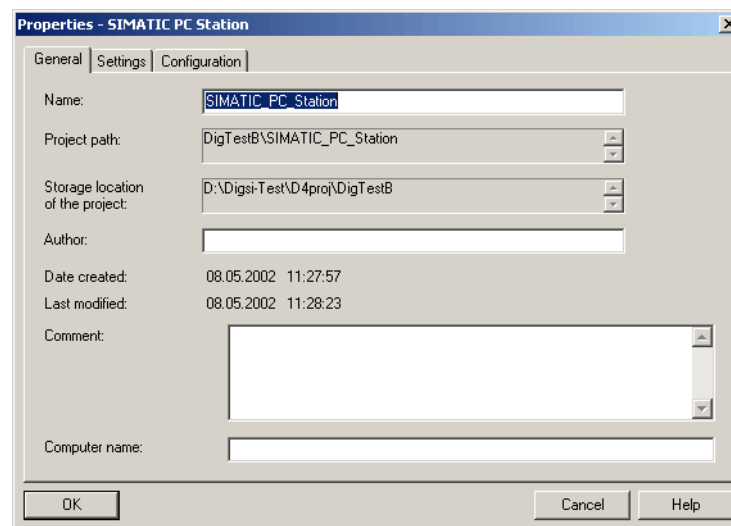 Properties - SIMATIC PC Station
General Settings Configuration
Name: SIMATIC_PC_Station
Project path: DigTestB\SIMATIC_PC_Station
Storage location
of the project: D:\Digsi-Test\D4proj\DigTestB
Author:
Date created: 08.05.2002 11:27:57
Last modified: 08.05.2002 11:28:23
Comment:
Computer name:
OK Cancel Help